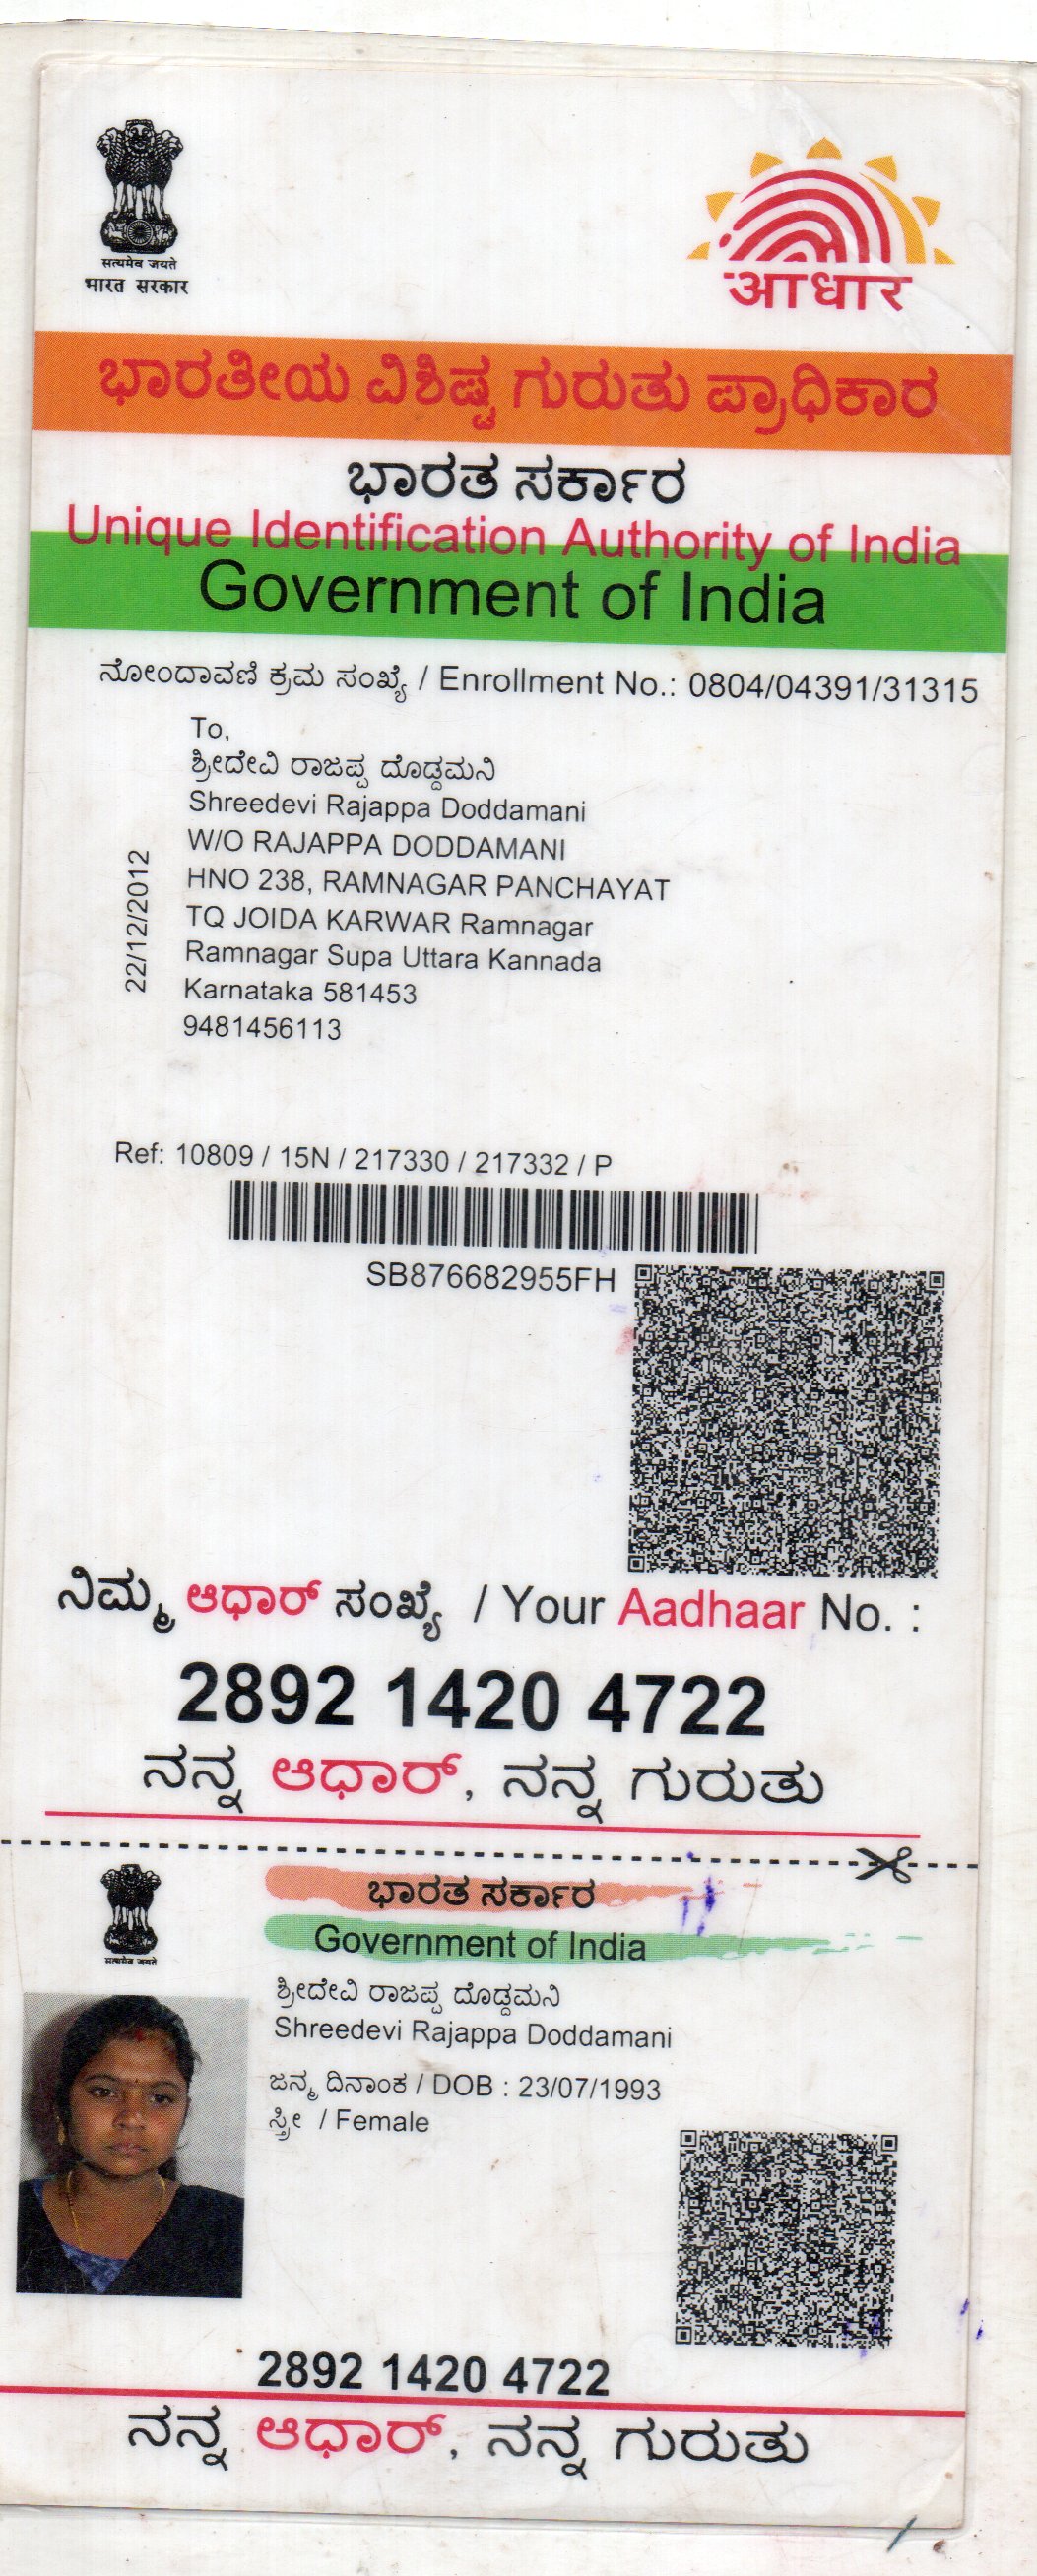 सत्यमेव जयते
भारत सरकार
आधार
ಭಾರತೀಯ ವಿಶಿಷ್ಟ ಗುರುತು ಪ್ರಾಧಿಕಾರ
ಭಾರತ ಸರ್ಕಾರ
Unique Identification Authority of India
Government of India
ನೋಂದಾವಣಿ ಕ್ರಮ ಸಂಖ್ಯೆ / Enrollment No.: 0804/04391/31315
To,
ಶ್ರೀದೇವಿ ರಾಜಪ್ಪ ದೊಡ್ಡಮನಿ
Shreedevi Rajappa Doddamani
W/O RAJAPPA DODDAMANI
HNO 238, RAMNAGAR PANCHAYAT
TQ JOIDA KARWAR Ramnagar
Ramnagar Supa Uttara Kannada
Karnataka 581453
9481456113
22/12/2012
Ref: 10809 / 15N / 217330 / 217332 / P
SB876682955FH
ನಿಮ್ಮ ಆಧಾರ್ ಸಂಖ್ಯೆ / Your Aadhaar No. :
2892 1420 4722
ನನ್ನ ಆಧಾರ್, ನನ್ನ ಗುರುತು
ಭಾರತ ಸರ್ಕಾರ
Government of India
सत्यमेव जयते
ಶ್ರೀದೇವಿ ರಾಜಪ್ಪ ದೊಡ್ಡಮನಿ
Shreedevi Rajappa Doddamani
ಜನ್ಮ ದಿನಾಂಕ / DOB : 23/07/1993
ಸ್ತ್ರೀ / Female
2892 1420 4722
ನನ್ನ ಆಧಾರ್, ನನ್ನ ಗುರುತು